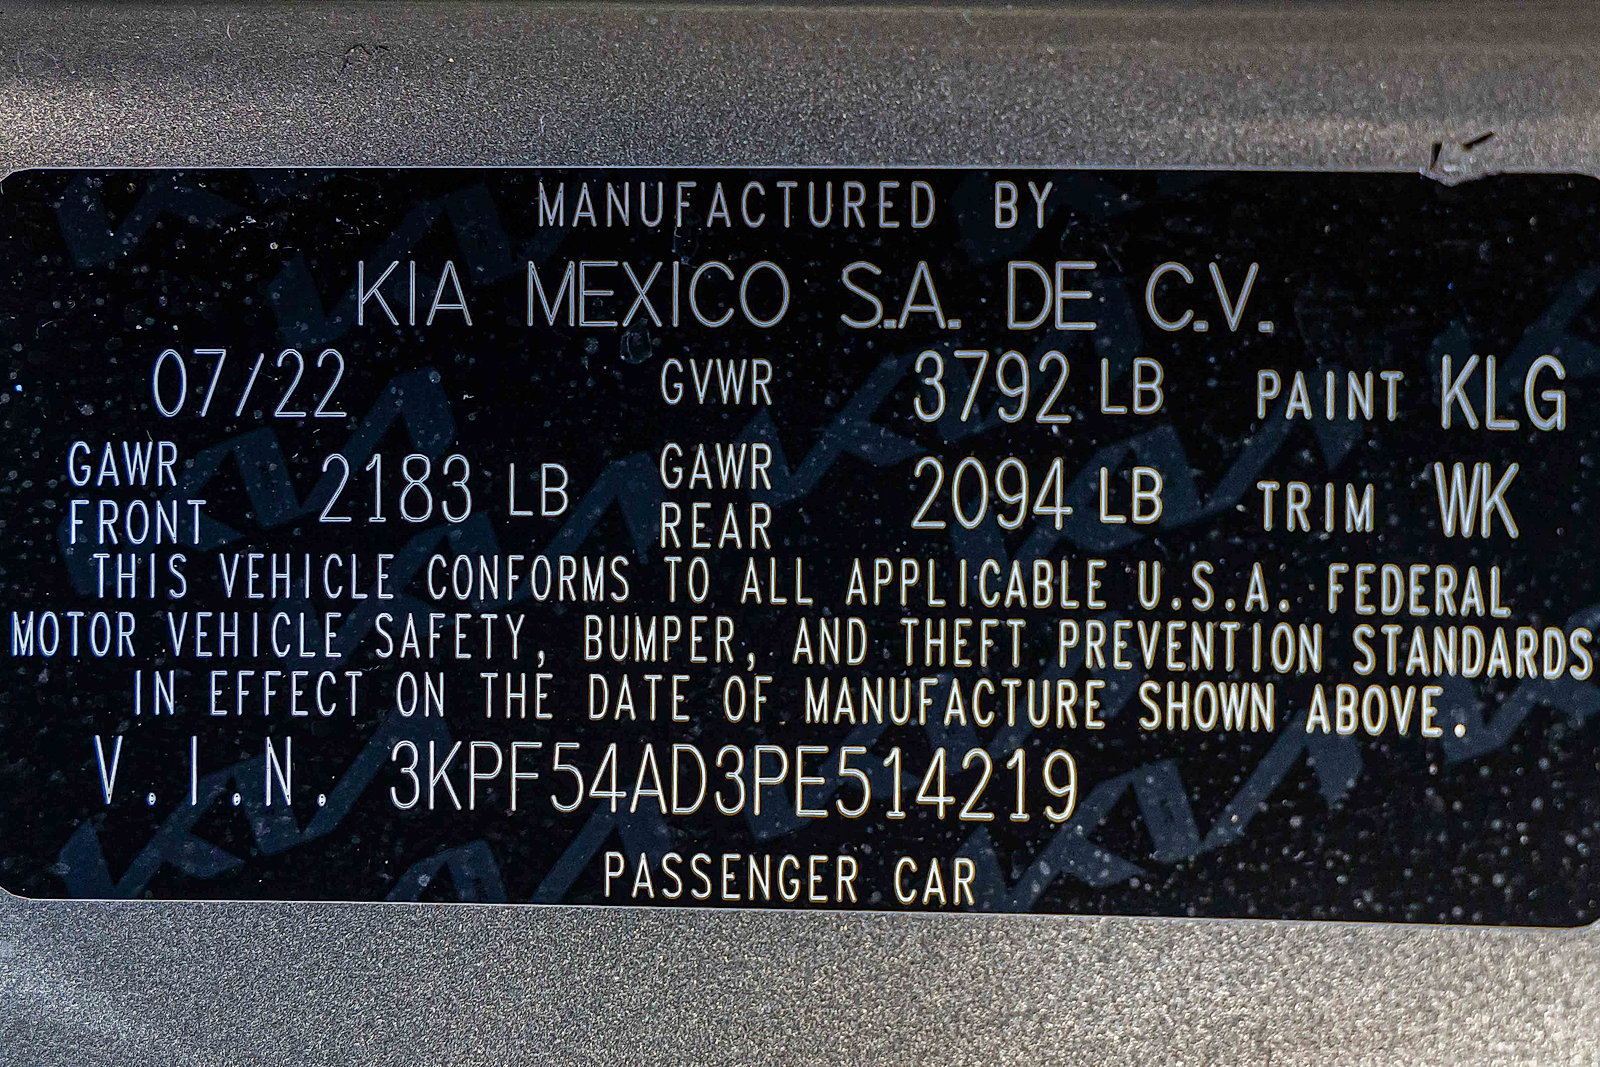 MANUFACTURED BY
KIA MEXICO S.A. DE C.V.
07/22 GVWR 3792 LB PAINT KLG
GAWR FRONT 2183 LB GAWR REAR 2094 LB TRIM WK
THIS VEHICLE CONFORMS TO ALL APPLICABLE U.S.A. FEDERAL
MOTOR VEHICLE SAFETY, BUMPER, AND THEFT PREVENTION STANDARDS
IN EFFECT ON THE DATE OF MANUFACTURE SHOWN ABOVE.
V.I.N. 3KPF54AD3PE514219
PASSENGER CAR